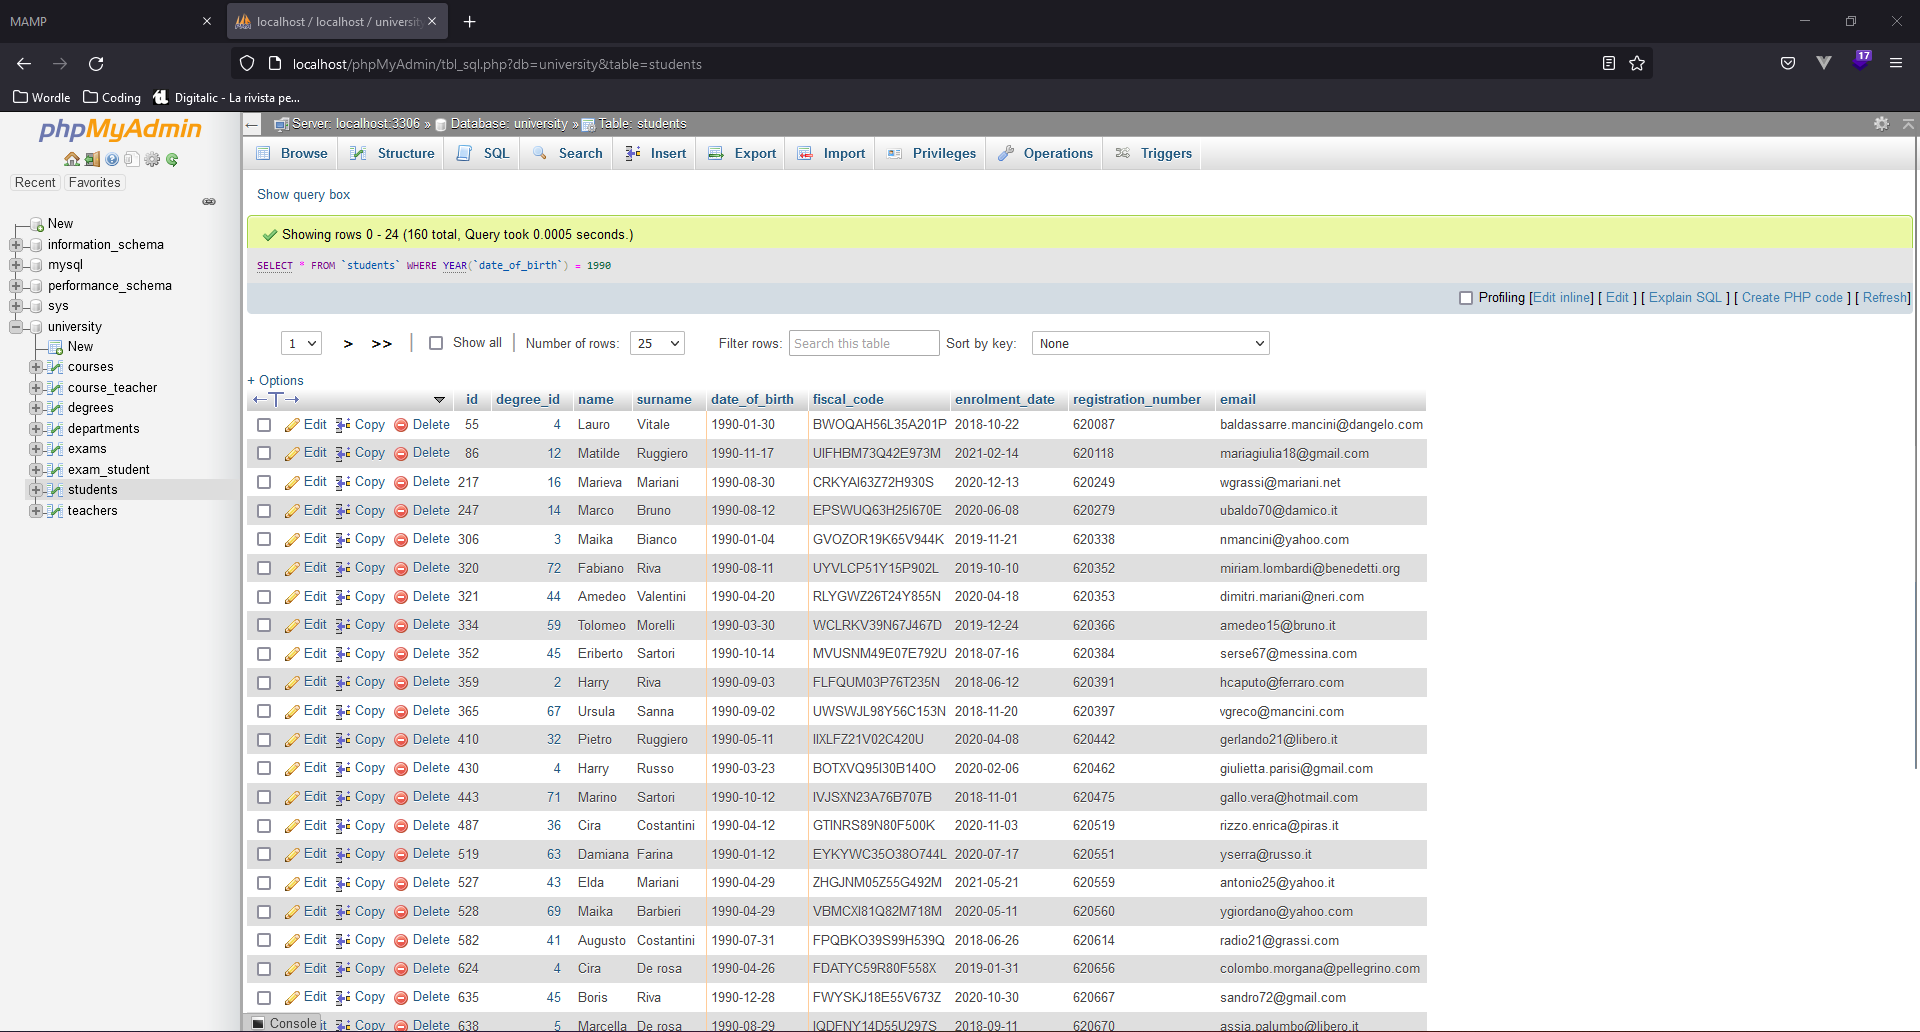 MAMP
localhost / localhost / university
localhost/phpMyAdmin/tbl_sql.php?db=university&table=students
17
Wordle Coding Digitalic - La rivista pe...
phpMyAdmin
Recent Favorites
New
information_schema
mysql
performance_schema
sys
university
New
courses
course_teacher
degrees
departments
exams
exam_student
students
teachers
Server: localhost:3306 » Database: university » Table: students
Browse Structure SQL Search Insert Export Import Privileges Operations Triggers
Show query box
Showing rows 0 - 24 (160 total, Query took 0.0005 seconds.)
SELECT * FROM `students` WHERE YEAR(`date_of_birth`) = 1990
Profiling [Edit inline] [ Edit ] [ Explain SQL ] [ Create PHP code ] [ Refresh]
1 > >> | Show all | Number of rows: 25 Filter rows: Search this table Sort by key: None
+ Options
←T→ id degree_id name surname date_of_birth fiscal_code enrolment_date registration_number email
Edit Copy Delete 55 4 Lauro Vitale 1990-01-30 BWOQAH56L35A201P 2018-10-22 620087 baldassarre.mancini@dangelo.com
Edit Copy Delete 86 12 Matilde Ruggiero 1990-11-17 UIFHBM73Q42E973M 2021-02-14 620118 mariagiulia18@gmail.com
Edit Copy Delete 217 16 Marieva Mariani 1990-08-30 CRKYAI63Z72H930S 2020-12-13 620249 wgrassi@mariani.net
Edit Copy Delete 247 14 Marco Bruno 1990-08-12 EPSWUQ63H25I670E 2020-06-08 620279 ubaldo70@damico.it
Edit Copy Delete 306 3 Maika Bianco 1990-01-04 GVOZOR19K65V944K 2019-11-21 620338 nmancini@yahoo.com
Edit Copy Delete 320 72 Fabiano Riva 1990-08-11 UYVLCP51Y15P902L 2019-10-10 620352 miriam.lombardi@benedetti.org
Edit Copy Delete 321 44 Amedeo Valentini 1990-04-20 RLYGWZ26T24Y855N 2020-04-18 620353 dimitri.mariani@neri.com
Edit Copy Delete 334 59 Tolomeo Morelli 1990-03-30 WCLRKV39N67J467D 2019-12-24 620366 amedeo15@bruno.it
Edit Copy Delete 352 45 Eriberto Sartori 1990-10-14 MVUSNM49E07E792U 2018-07-16 620384 serse67@messina.com
Edit Copy Delete 359 2 Harry Riva 1990-09-03 FLFQUM03P76T235N 2018-06-12 620391 hcaputo@ferraro.com
Edit Copy Delete 365 67 Ursula Sanna 1990-09-02 UWSWJL98Y56C153N 2018-11-20 620397 vgreco@mancini.com
Edit Copy Delete 410 32 Pietro Ruggiero 1990-05-11 IIXLFZ21V02C420U 2020-04-08 620442 gerlando21@libero.it
Edit Copy Delete 430 4 Harry Russo 1990-03-23 BOTXVQ95I30B140O 2020-02-06 620462 giulietta.parisi@gmail.com
Edit Copy Delete 443 71 Marino Sartori 1990-10-12 IVJSXN23A76B707B 2018-11-01 620475 gallo.vera@hotmail.com
Edit Copy Delete 487 36 Cira Costantini 1990-04-12 GTINRS89N80F500K 2020-11-03 620519 rizzo.enrica@piras.it
Edit Copy Delete 519 63 Damiana Farina 1990-01-12 EYKYWC35O38O744L 2020-07-17 620551 yserra@russo.it
Edit Copy Delete 527 43 Elda Mariani 1990-04-29 ZHGJNM05Z55G492M 2021-05-21 620559 antonio25@yahoo.it
Edit Copy Delete 528 69 Maika Barbieri 1990-04-29 VBMCXI81Q82M718M 2020-05-11 620560 ygiordano@yahoo.com
Edit Copy Delete 582 41 Augusto Costantini 1990-07-31 FPQBKO39S99H539Q 2018-06-26 620614 radio21@grassi.com
Edit Copy Delete 624 4 Cira De rosa 1990-04-26 FDATYC59R80F558X 2019-01-31 620656 colombo.morgana@pellegrino.com
Edit Copy Delete 635 45 Boris Riva 1990-12-28 FWYSKJ18E55V673Z 2020-10-30 620667 sandro72@gmail.com
Console Copy Delete 638 5 Marcella De rosa 1990-08-29 IQDFNY14D55U297S 2018-09-11 620670 assia.palumbo@libero.it